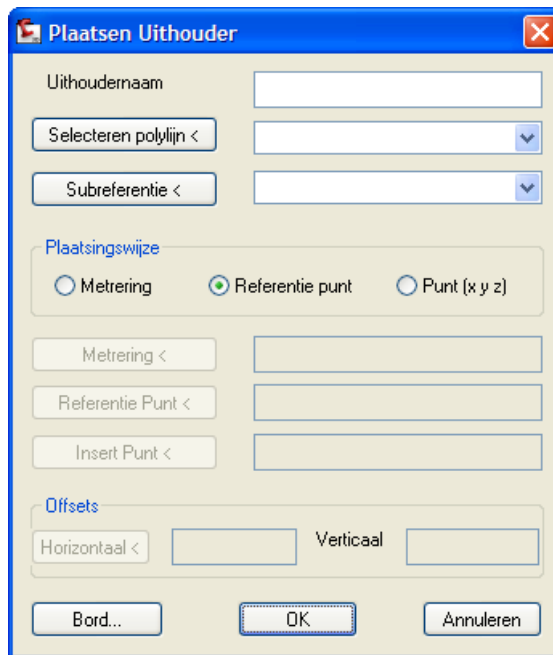 Plaatsen Uithouder
Uithoudernaam
Selecteren polylijn <
Subreferentie <
Plaatsingswijze
Metrering
Referentie punt
Punt (x y z)
Metrering <
Referentie Punt <
Insert Punt <
Offsets
Horizontaal <
Verticaal
Bord...
OK
Annuleren